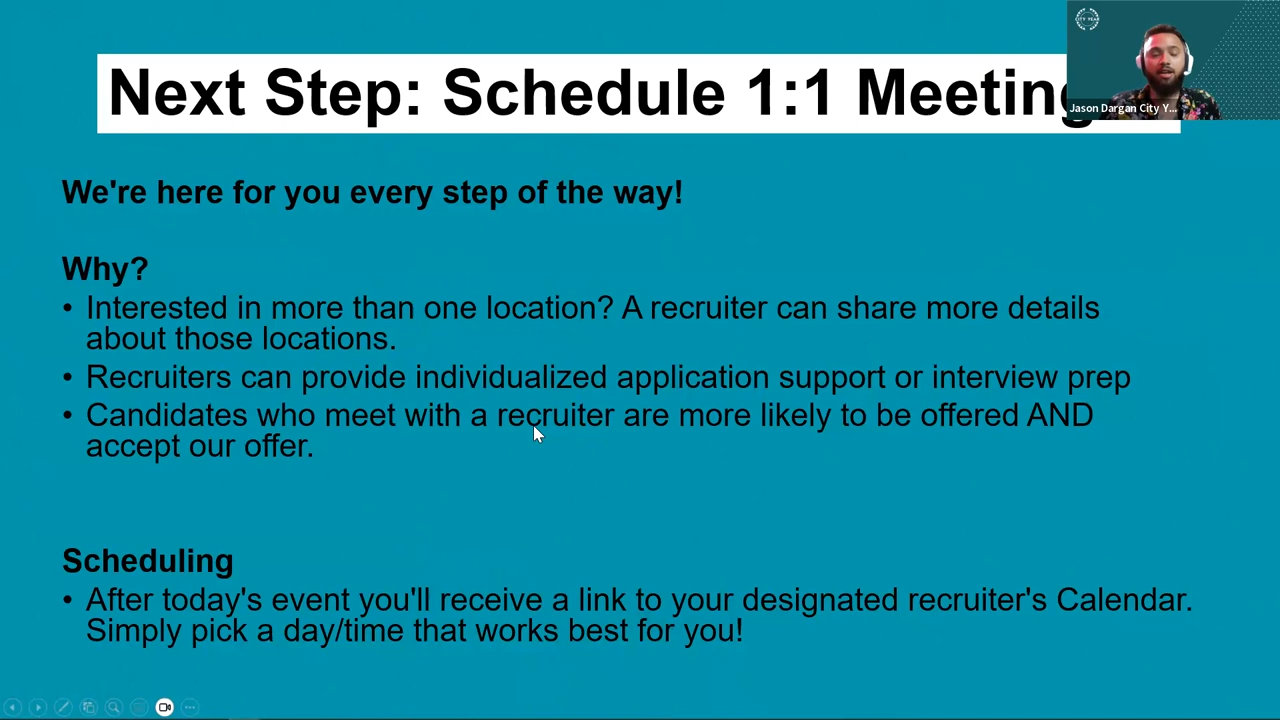 CITY YEAR
Next Step: Schedule 1:1 Meeting
Jason Dargan City Y...
We're here for you every step of the way!
Why?
• Interested in more than one location? A recruiter can share more details
about those locations.
• Recruiters can provide individualized application support or interview prep
• Candidates who meet with a recruiter are more likely to be offered AND
accept our offer.
Scheduling
• After today's event you'll receive a link to your designated recruiter's Calendar.
Simply pick a day/time that works best for you!